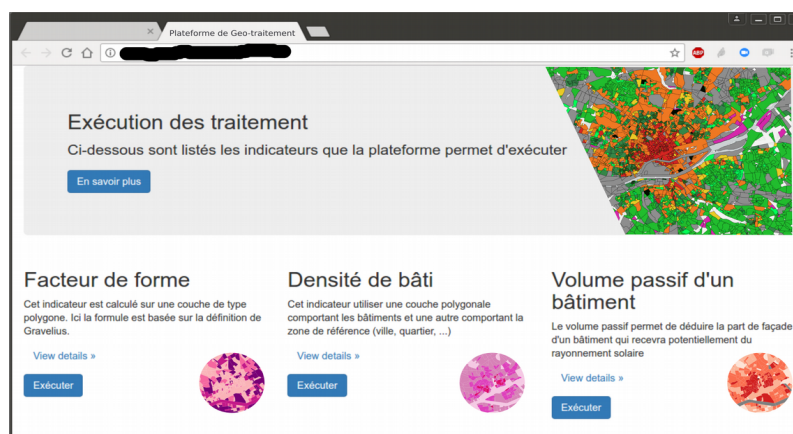 Plateforme de Geo-traitement
ABP
Exécution des traitement
Ci-dessous sont listés les indicateurs que la plateforme permet d'exécuter
En savoir plus
Facteur de forme
Cet indicateur est calculé sur une couche de type
polygone. Ici la formule est basée sur la définition de
Gravelius.
View details »
Exécuter
Densité de bâti
Cet indicateur utiliser une couche polygonale
comportant les bâtiments et une autre comportant la
zone de référence (ville, quartier, ...)
View details »
Exécuter
Volume passif d'un
bâtiment
Le volume passif permet de déduire la part de façade
d'un bâtiment qui recevra potentiellement du
rayonnement solaire
View details »
Exécuter